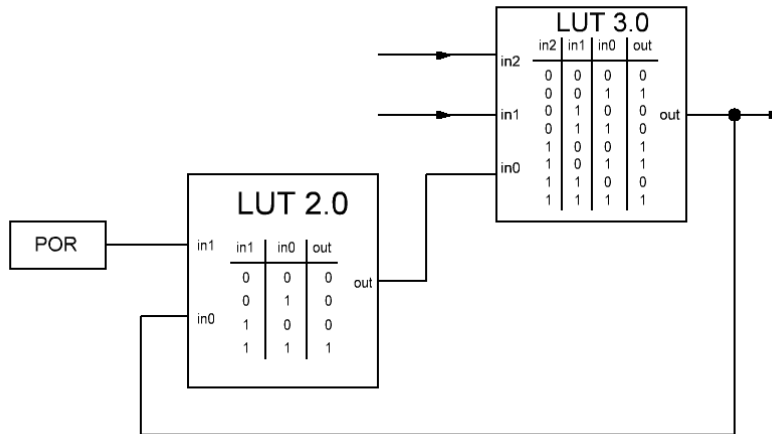 LUT 3.0
in2 in1 in0 out
0 0 0 0
0 0 1 1
0 1 0 0
0 1 1 0
1 0 0 1
1 0 1 1
1 1 0 0
1 1 1 1
in2
in1
in0
out
LUT 2.0
in1 in0 out
0 0 0
0 1 0
1 0 0
1 1 1
in1
in0
out
POR